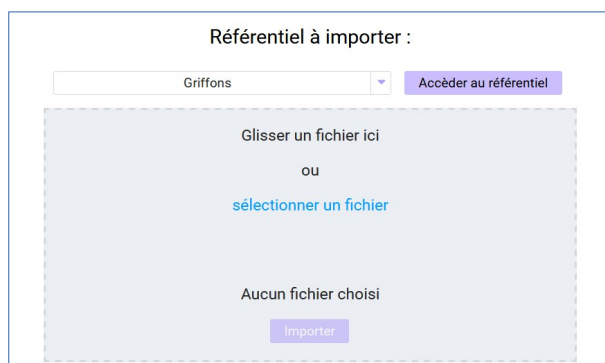 Référentiel à importer :
Griffons
Accèder au référentiel
Glisser un fichier ici
ou
sélectionner un fichier
Aucun fichier choisi
Importer